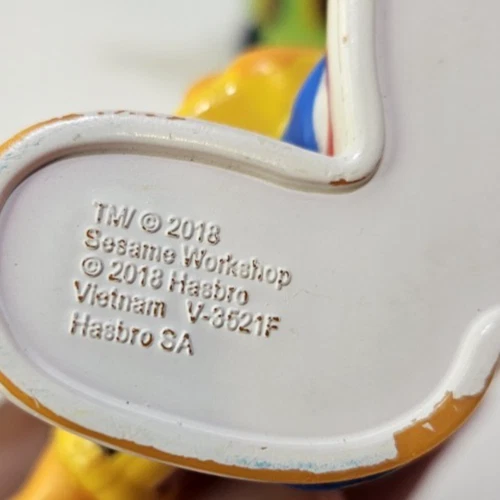 TM/ © 2018
Sesame Workshop
© 2018 Hasbro
Vietnam V-3521F
Hasbro SA